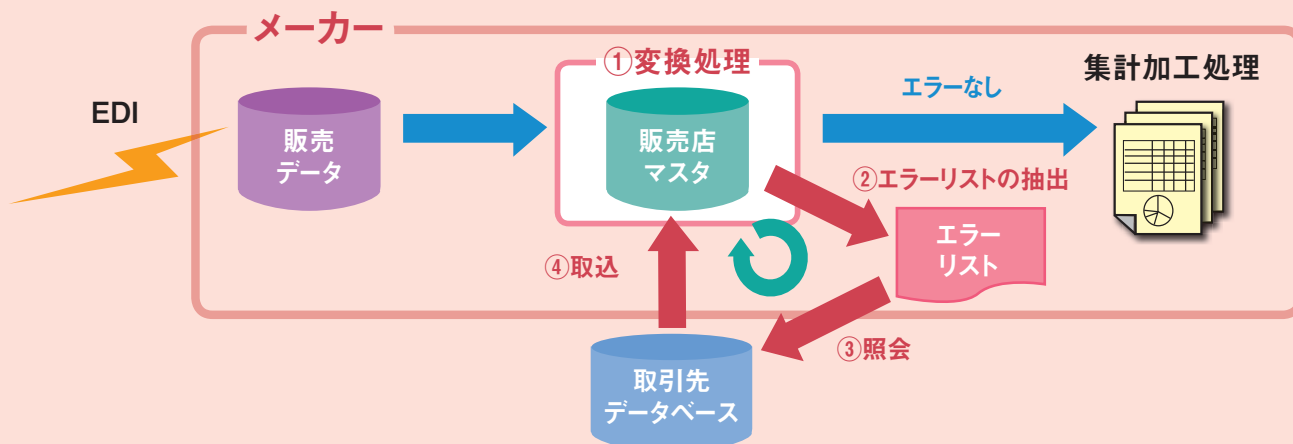 メーカー
①変換処理
集計加工処理
エラーなし
EDI
販売
データ
販売店
マスタ
②エラーリストの抽出
エラー
リスト
④取込
③照会
取引先
データベース